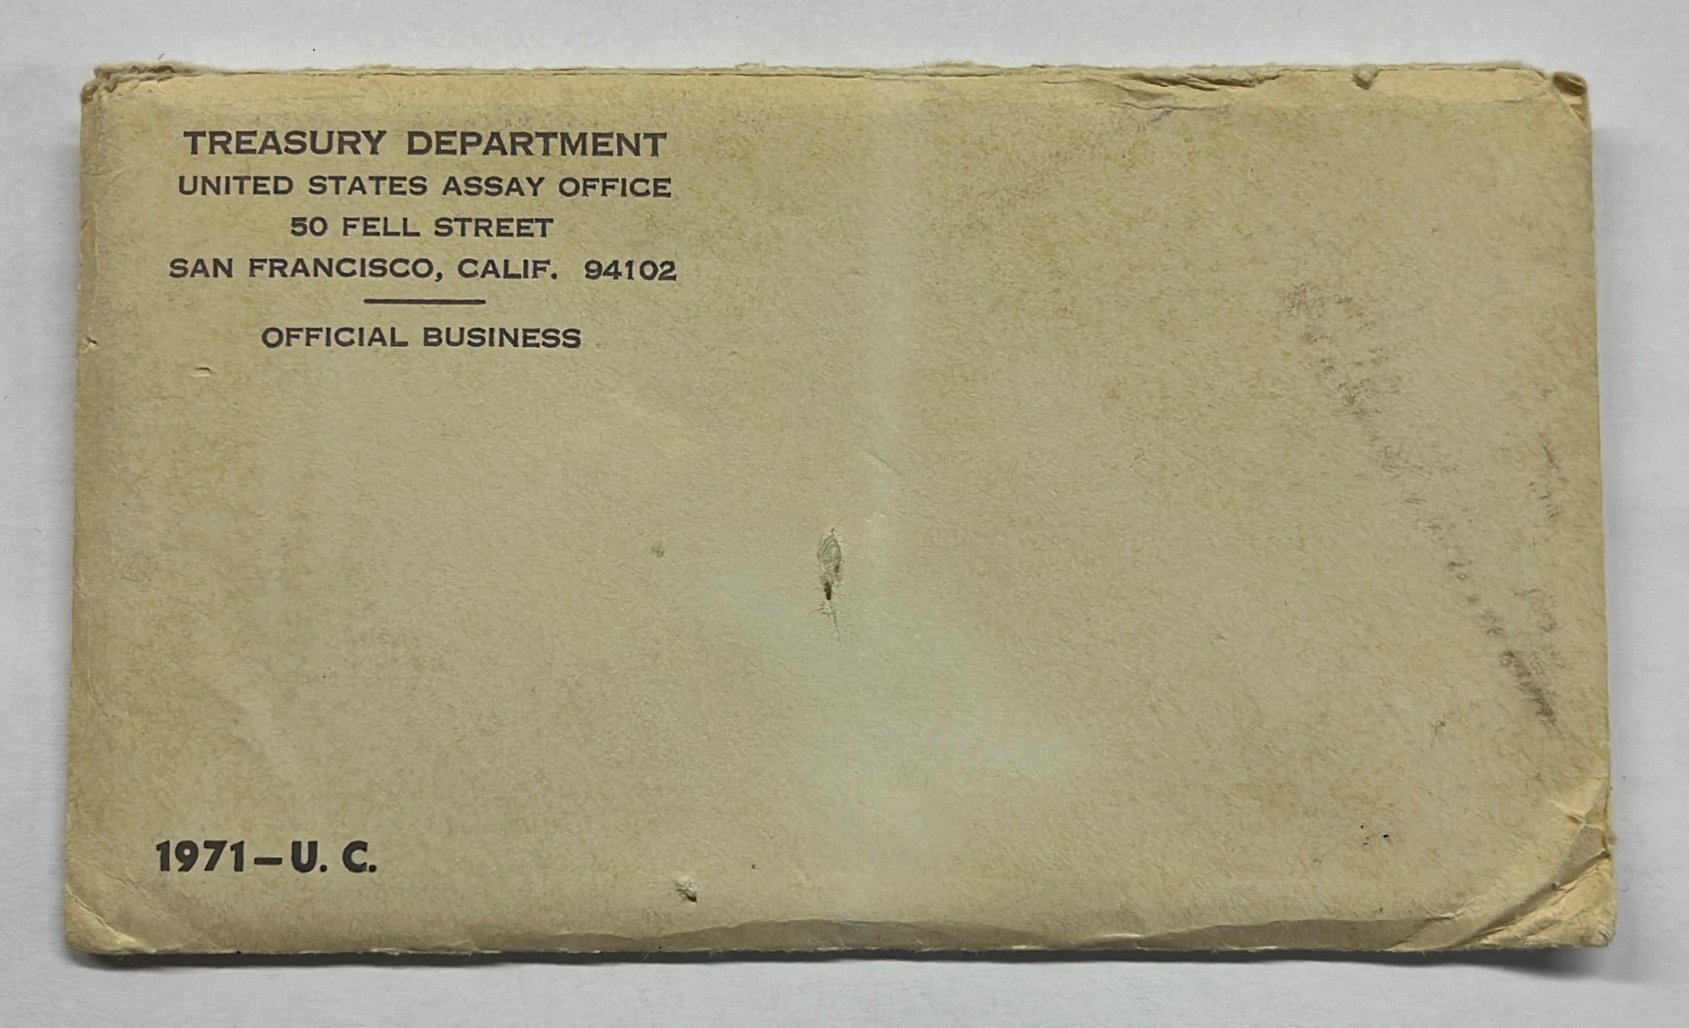 TREASURY DEPARTMENT
UNITED STATES ASSAY OFFICE
50 FELL STREET
SAN FRANCISCO, CALIF. 94102
OFFICIAL BUSINESS
1971—U. C.